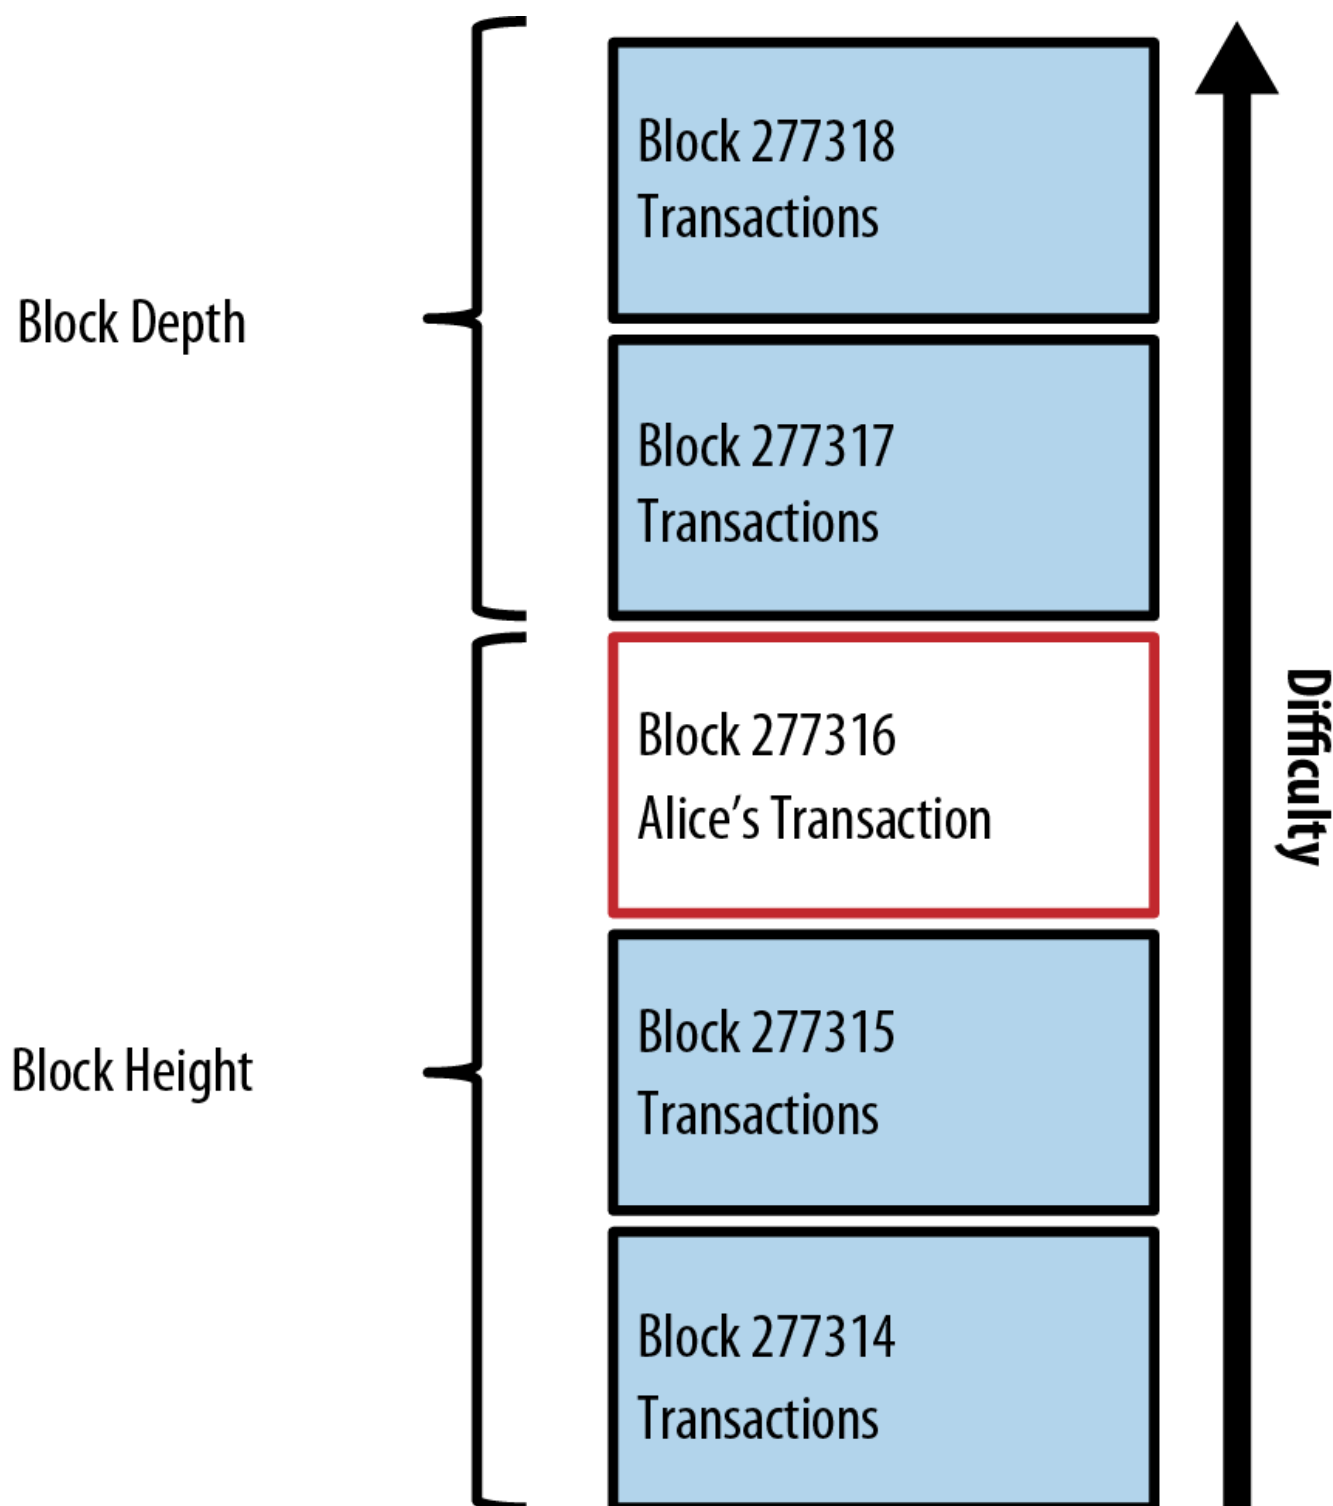 Block Depth
Block 277318
Transactions
Block 277317
Transactions
Block Height
Block 277316
Alice’s Transaction
Block 277315
Transactions
Block 277314
Transactions
Difficulty